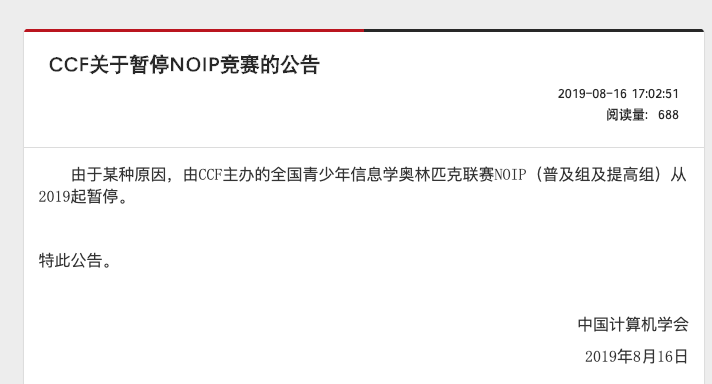 CCF关于暂停NOIP竞赛的公告
2019-08-16 17:02:51
阅读量: 688
由于某种原因，由CCF主办的全国青少年信息学奥林匹克联赛NOIP（普及组及提高组）从
2019起暂停。
特此公告。
中国计算机学会
2019年8月16日